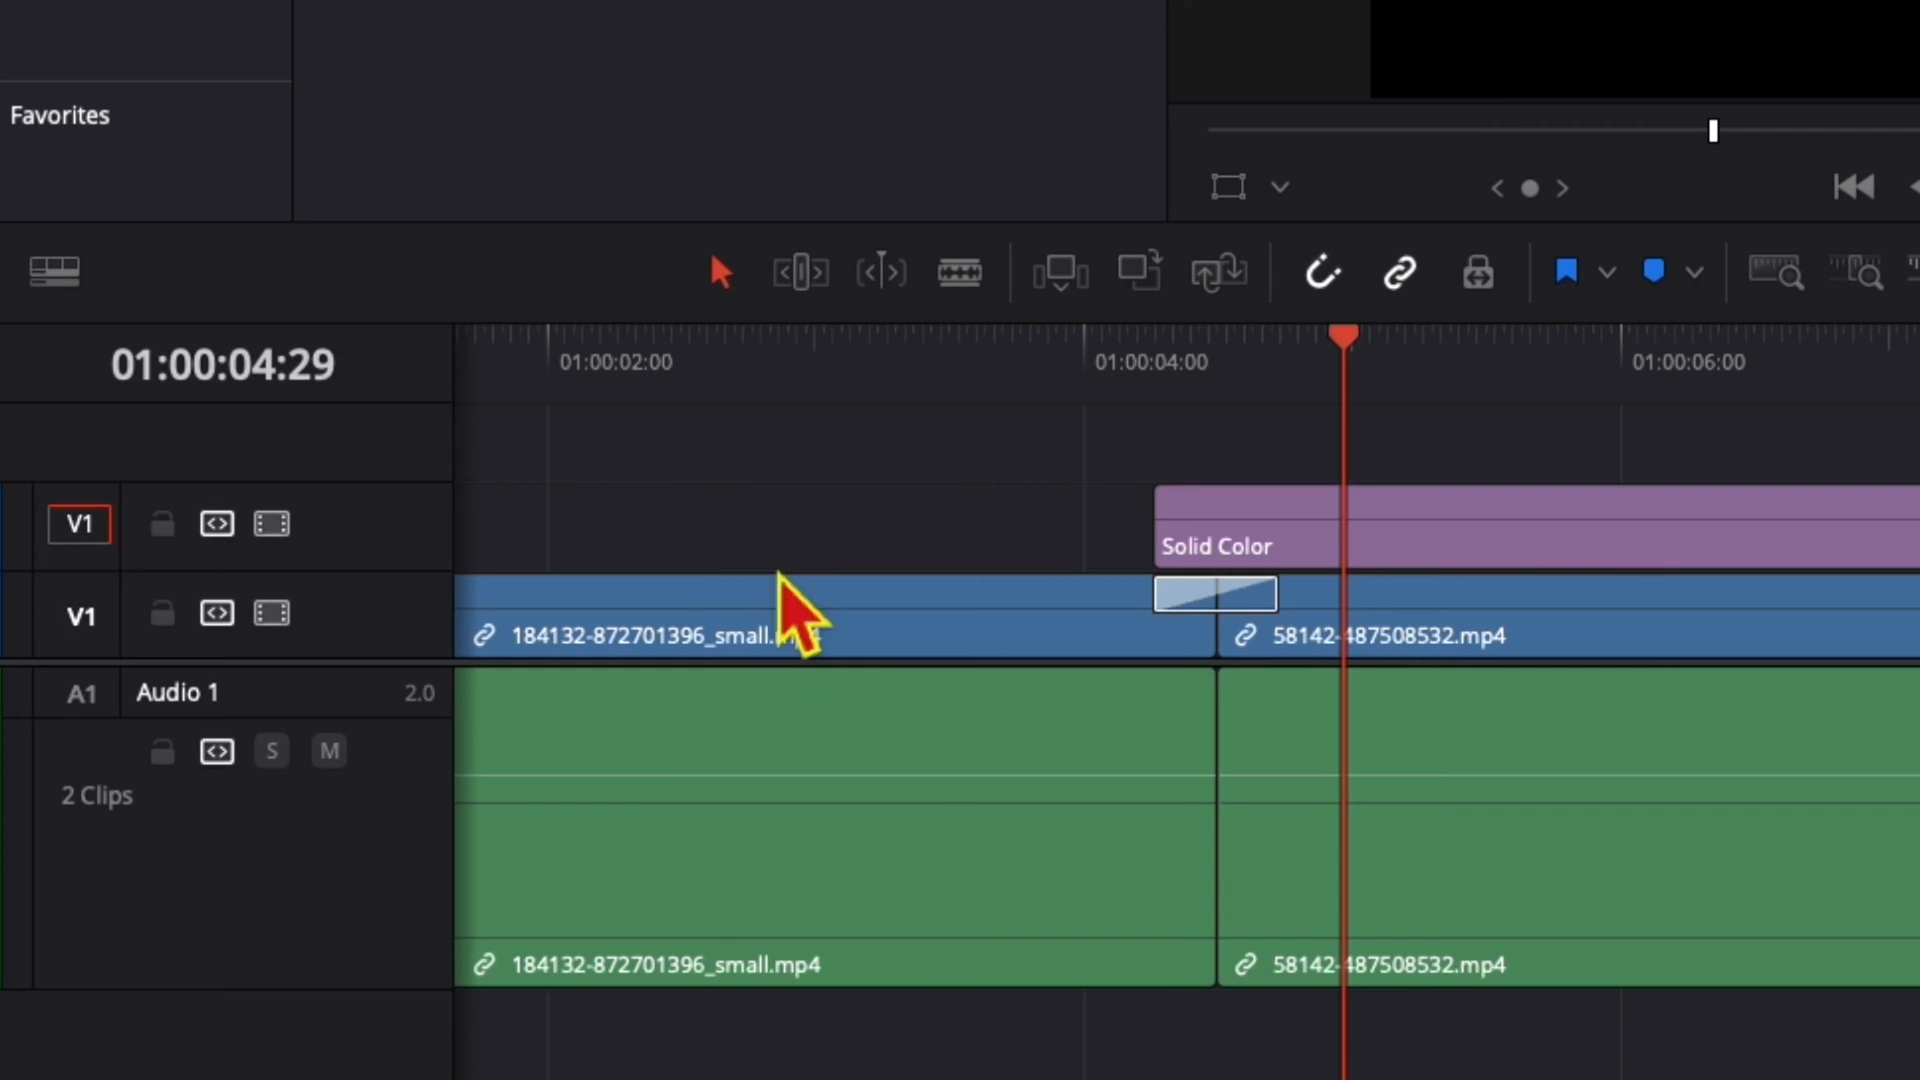 Favorites
01:00:04:29
01:00:02:00
01:00:04:00
01:00:06:00
V1
Solid Color
V1
184132-872701396_small.m
58142-487508532.mp4
A1
Audio 1
2.0
S
M
2 Clips
184132-872701396_small.mp4
58142-487508532.mp4